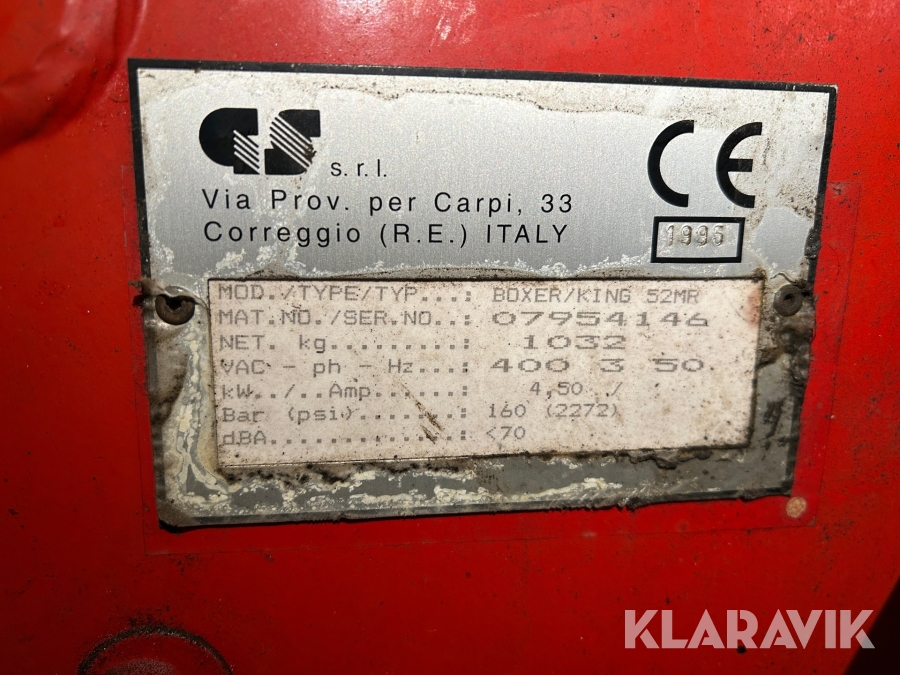 GS s.r.l.
Via Prov. per Carpi, 33
Correggio (R.E.) ITALY
CE
1995
MOD./TYPE/TYP...: BOXER/KING 52MR
MAT.NO./SER.NO..: 07954146
NET. kg.........: 1032
VAC - ph - Hz...: 400 3 50
kW../..Amp......: 4,50 /
Bar (psi).......: 160 (2272)
dBA.............: <70
KLARAVIK